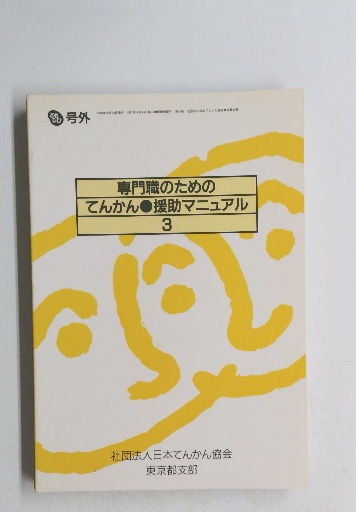 号外
専門職のための
てんかん●援助マニュアル
3
社団法人日本てんかん協会
東京都支部